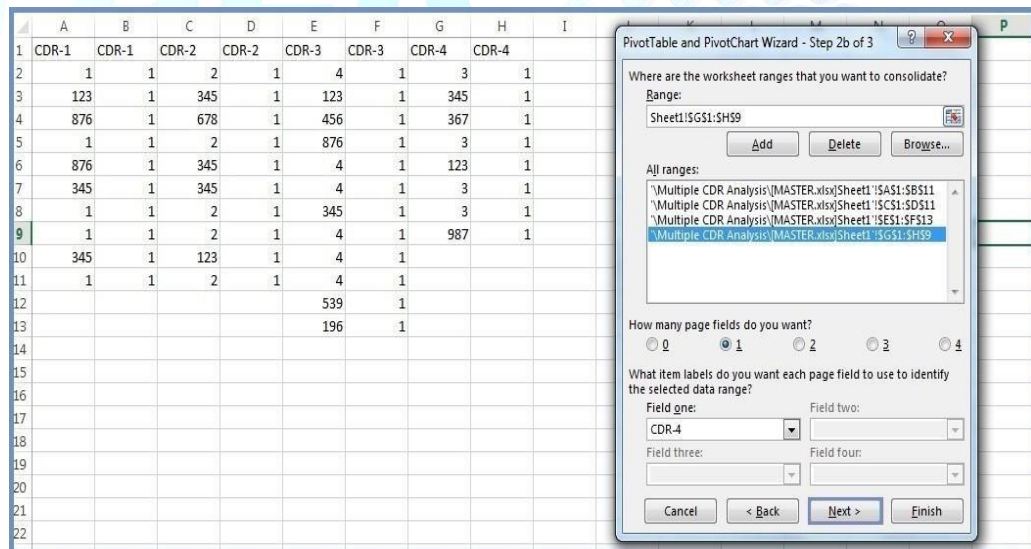 A B C D E F G H I P
1 CDR-1 CDR-1 CDR-2 CDR-2 CDR-3 CDR-3 CDR-4 CDR-4
2 1 1 2 1 4 1 3 1
3 123 1 345 1 123 1 345 1
4 876 1 678 1 456 1 367 1
5 1 1 2 1 876 1 3 1
6 876 1 345 1 4 1 123 1
7 345 1 345 1 4 1 3 1
8 1 1 2 1 345 1 3 1
9 1 1 2 1 4 1 987 1
10 345 1 123 1 4 1
11 1 1 2 1 4 1
12 539 1
13 196 1
14
15
16
17
18
19
20
21
22
PivotTable and PivotChart Wizard - Step 2b of 3
Where are the worksheet ranges that you want to consolidate?
Range:
Sheet1!$G$1:$H$9
Add Delete Browse...
All ranges:
'\Multiple CDR Analysis\[MASTER.xlsx]Sheet1'!$A$1:$B$11
'\Multiple CDR Analysis\[MASTER.xlsx]Sheet1'!$C$1:$D$11
'\Multiple CDR Analysis\[MASTER.xlsx]Sheet1'!$E$1:$F$13
'\Multiple CDR Analysis\[MASTER.xlsx]Sheet1'!$G$1:$H$9
How many page fields do you want?
0 1 2 3 4
What item labels do you want each page field to use to identify
the selected data range?
Field one: Field two:
CDR-4
Field three: Field four:
Cancel < Back Next > Finish